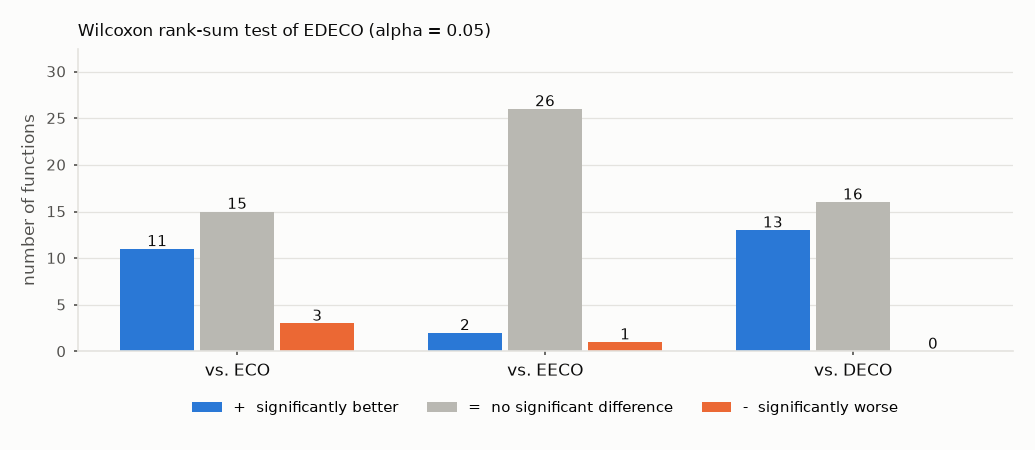 Wilcoxon rank-sum test of EDECO (alpha = 0.05)
number of functions
30
25
20
15
10
5
0
11
15
3
2
26
1
13
16
0
vs. ECO
vs. EECO
vs. DECO
+ significantly better
= no significant difference
- significantly worse